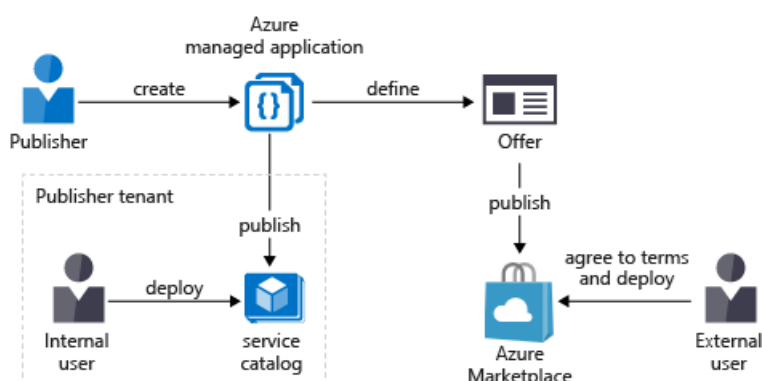 Azure
managed application
create
define
Publisher
Offer
Publisher tenant
publish
publish
agree to terms
and deploy
deploy
Internal
user
service
catalog
Azure
Marketplace
External
user